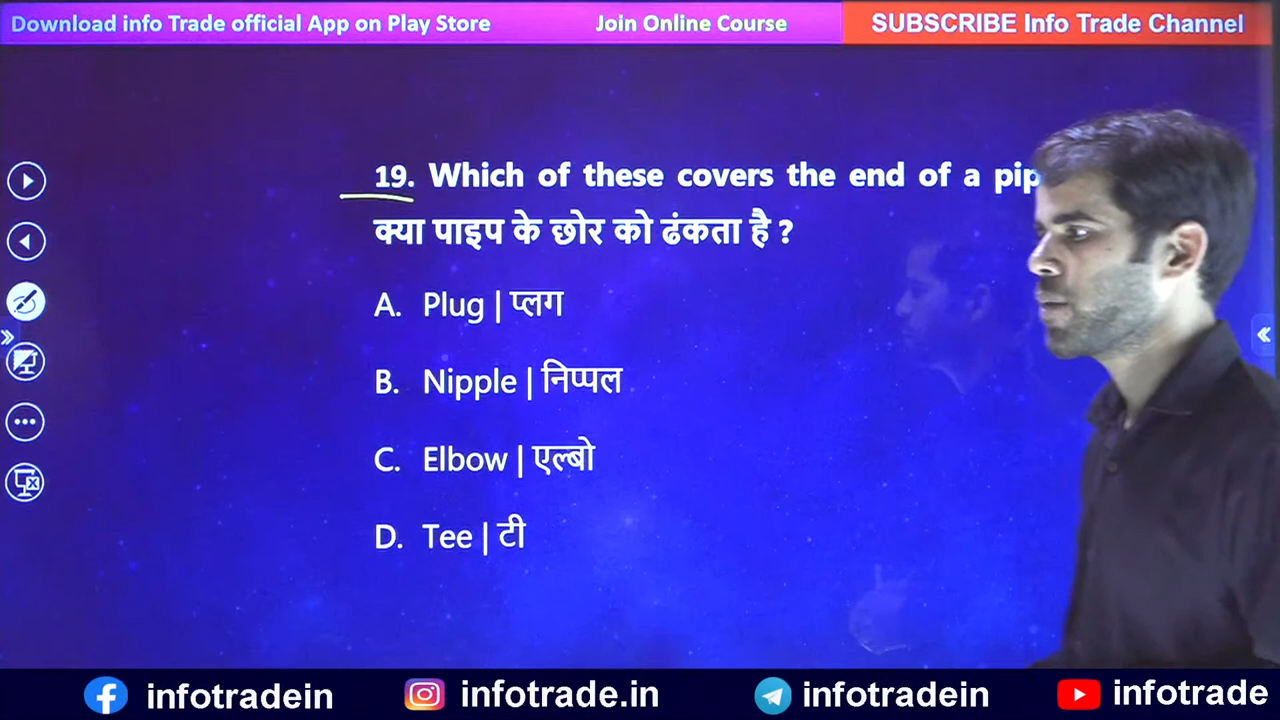 Download info Trade official App on Play Store Join Online Course SUBSCRIBE Info Trade Channel
19. Which of these covers the end of a
क्या पाइप के छोर को ढंकता है ?
A. Plug | प्लग
B. Nipple | निप्पल
C. Elbow | एल्बो
D. Tee | टी
infotradein infotrade.in infotradein infotrade